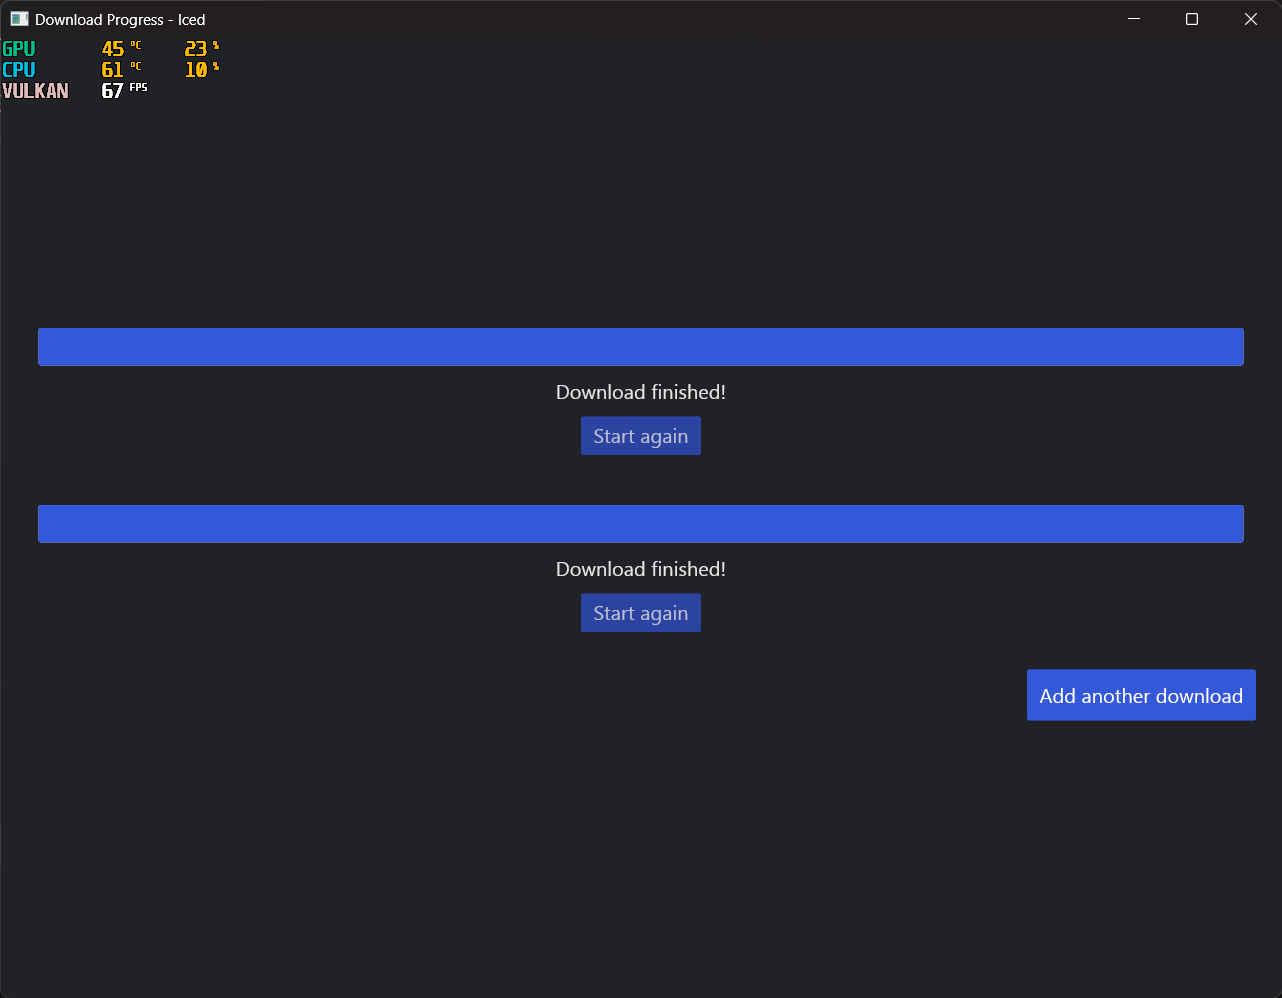 Download Progress - Iced
GPU 45 °C 23 %
CPU 61 °C 10 %
VULKAN 67 FPS
Download finished!
Start again
Download finished!
Start again
Add another download